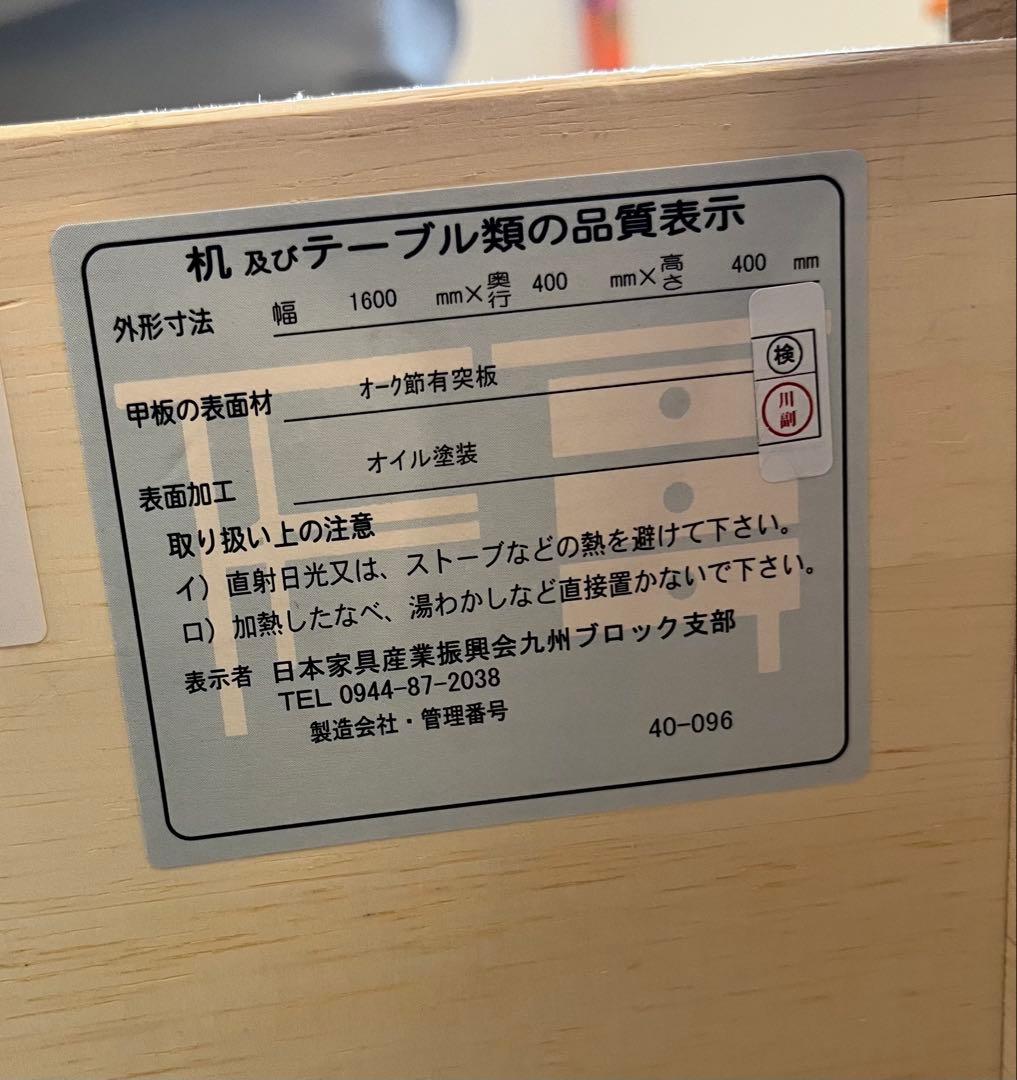 机及びテーブル類の品質表示
外形寸法 幅 1600 mm×奥行 400 mm×高さ 400 mm
甲板の表面材 ｵｰｸ節有突板
表面加工 オイル塗装
検
川副
取り扱い上の注意
イ）直射日光又は、ストーブなどの熱を避けて下さい。
ロ）加熱したなべ、湯わかしなど直接置かないで下さい。
表示者 日本家具産業振興会九州ブロック支部
TEL 0944-87-2038
製造会社・管理番号 40-096